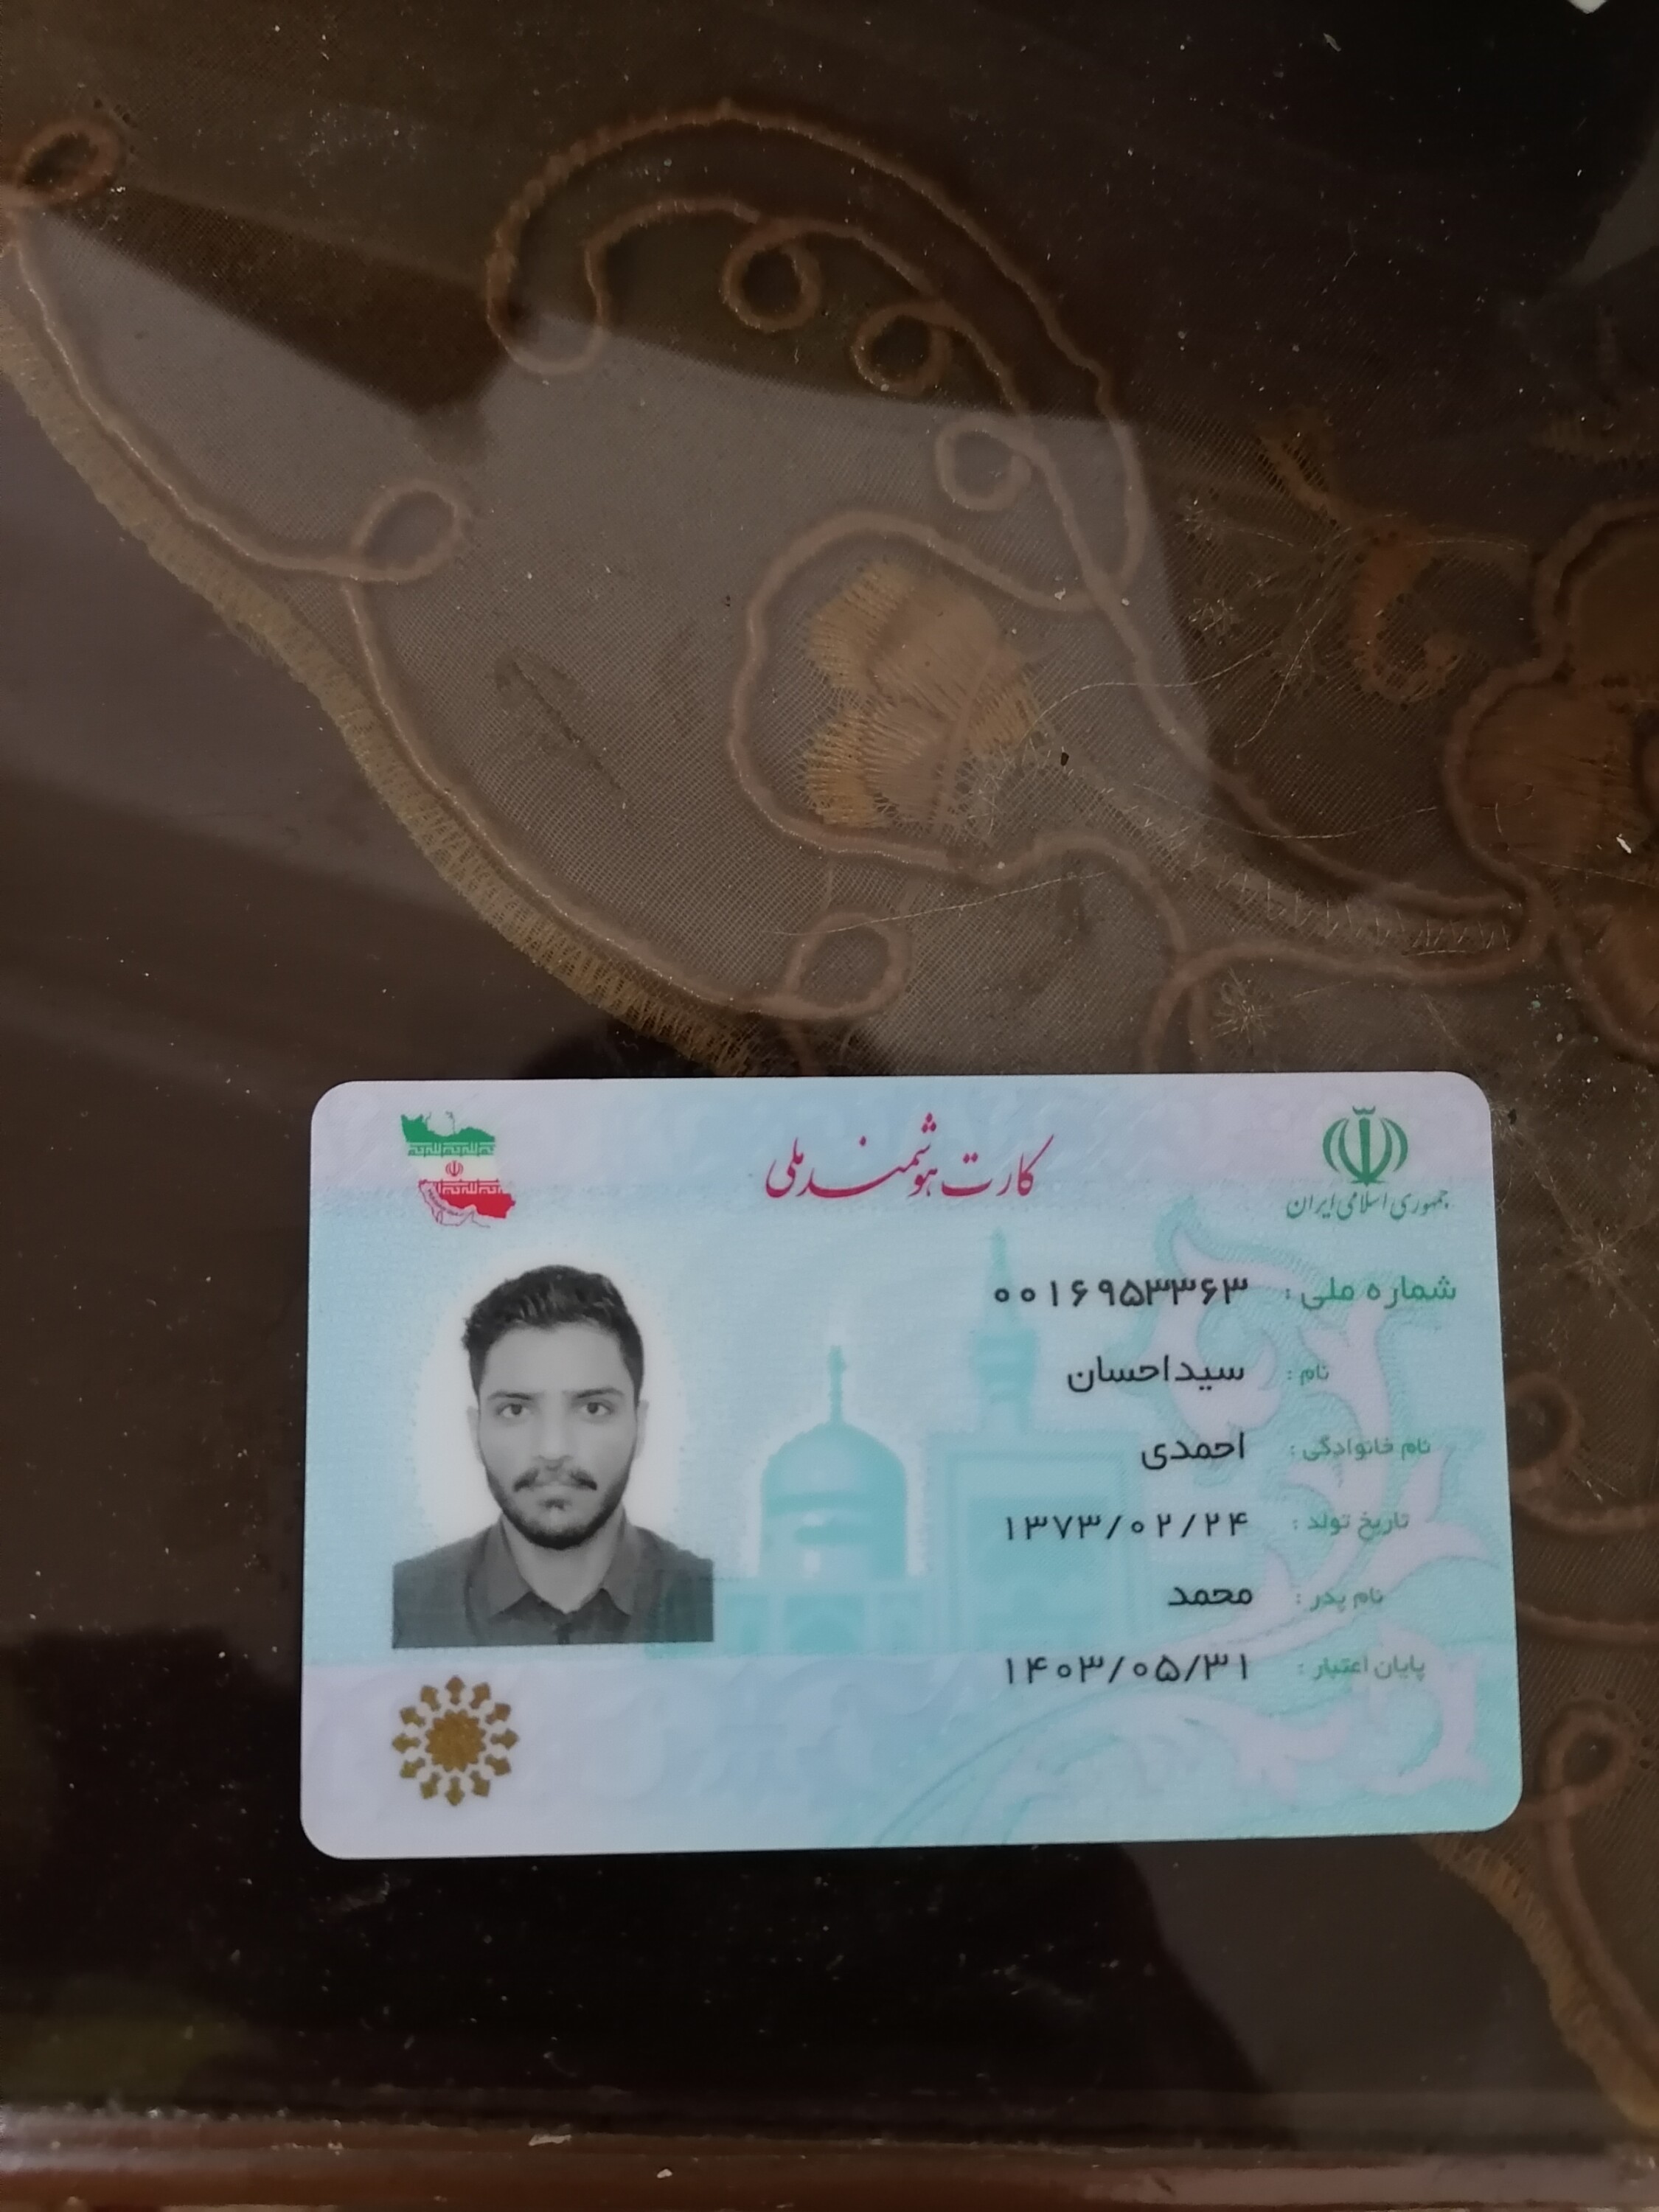 جمهوری اسلامی ایران
کارت هوشمند ملی
شماره ملی : ۰۰۱۶۹۵۳۳۶۳
نام : سیداحسان
نام خانوادگی : احمدی
تاریخ تولد : ۱۳۷۳/۰۲/۲۴
نام پدر : محمد
پایان اعتبار : ۱۴۰۳/۰۵/۳۱